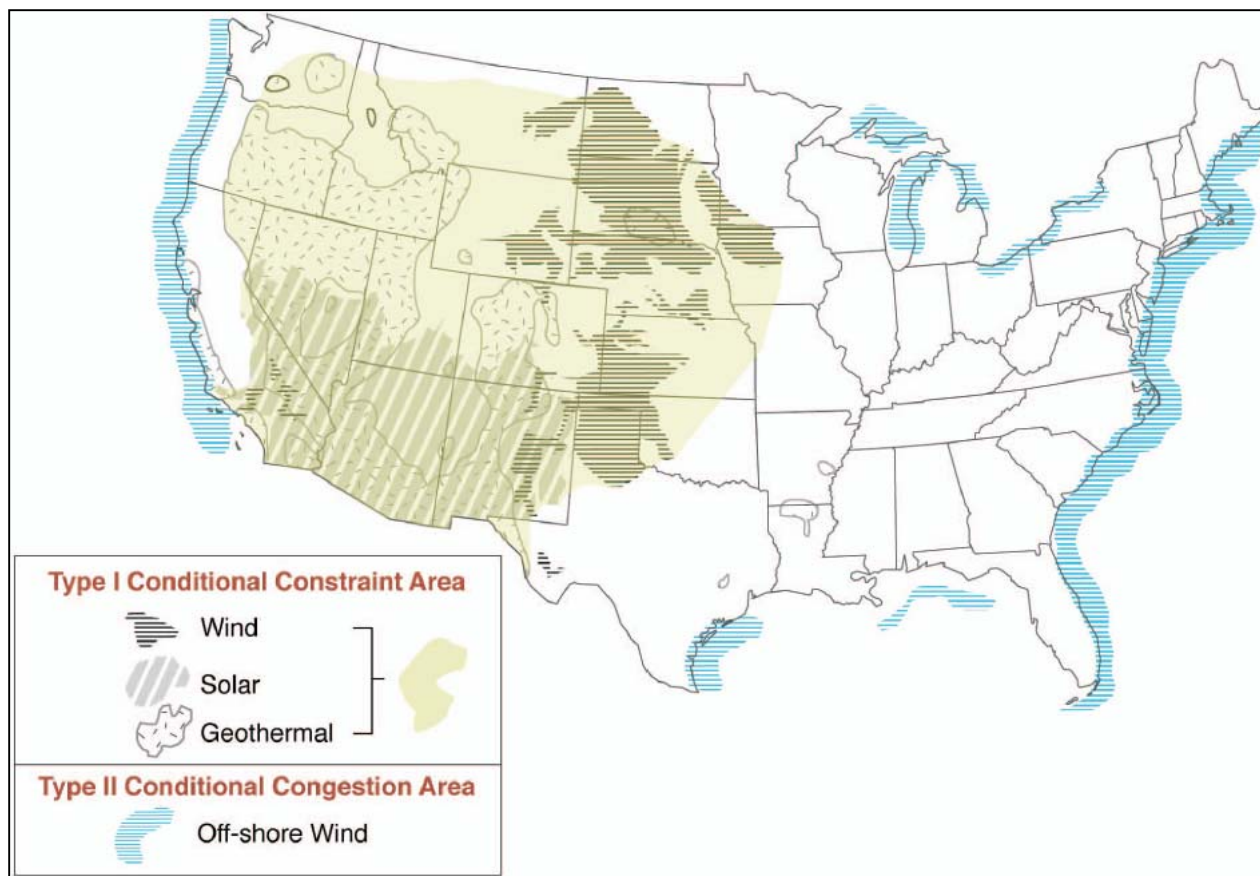 Type I Conditional Constraint Area
Wind
Solar
Geothermal
Type II Conditional Congestion Area
Off-shore Wind